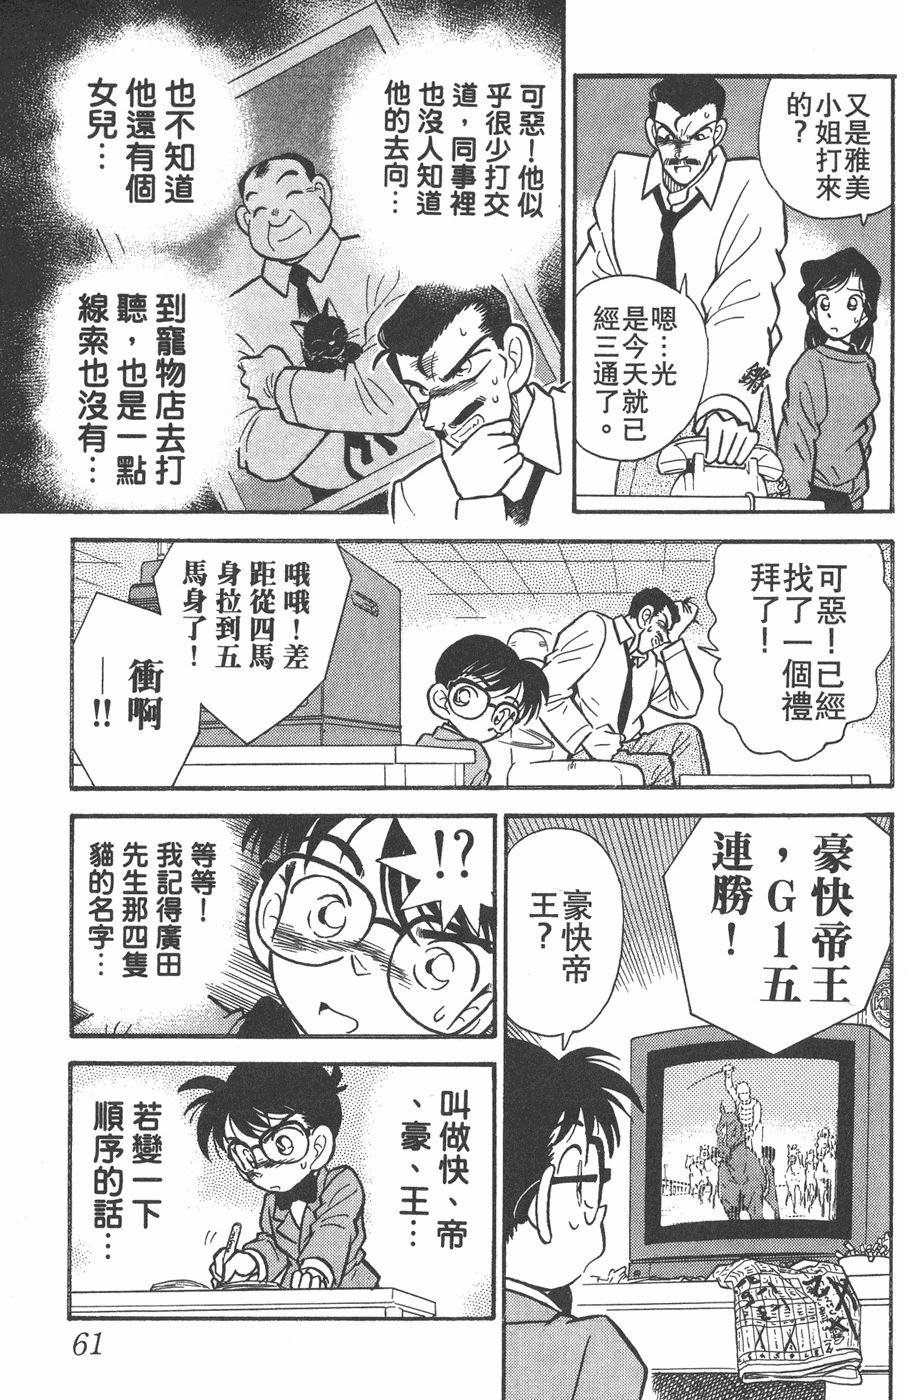 又是雅美
小姐打來
的？
嗯…光
是今天就已
經三通了。
鏘
可惡！他似
乎很少打交
道，同事裡
也沒人知道
他的去向…
也不知道
他還有個
女兒…
到寵物店去打
聽，也是一點
線索也沒有…
可惡！已經
找了一個禮
拜了！
哦哦！差
距從四馬
身拉到五
馬身了！
衝啊
——!!
豪快帝王
，G1五
連勝！
豪快帝
王？
!?
等等！
我記得廣田
先生那四隻
貓的名字…
叫做快、帝
、豪、王…
若變一下
順序的話…
61